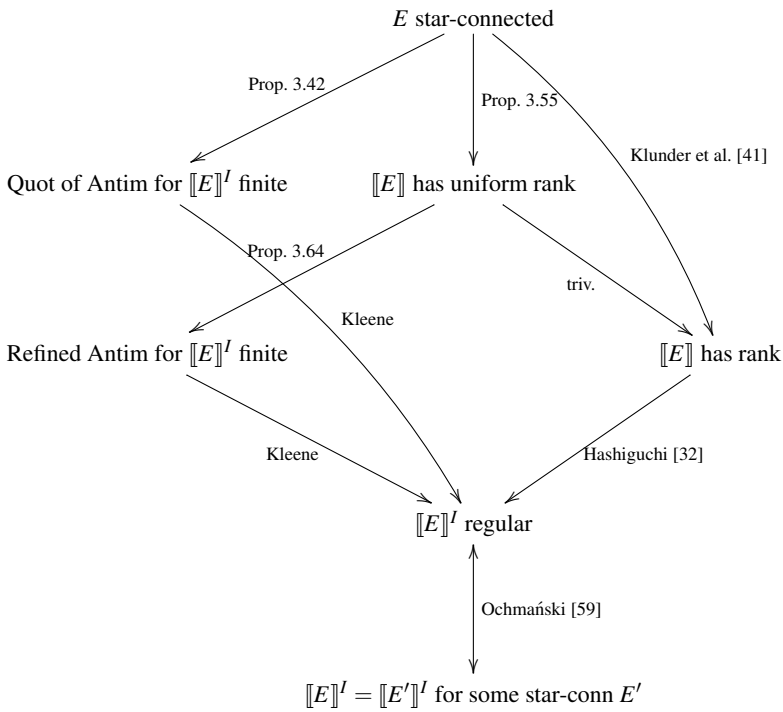 E star-connected
Prop. 3.42
Prop. 3.55
Klunder et al. [41]
Quot of Antim for ⟦E⟧^I finite
⟦E⟧ has uniform rank
Prop. 3.64
triv.
Kleene
Refined Antim for ⟦E⟧^I finite
⟦E⟧ has rank
Kleene
Hashiguchi [32]
⟦E⟧^I regular
Ochmański [59]
⟦E⟧^I = ⟦E′⟧^I for some star-conn E′